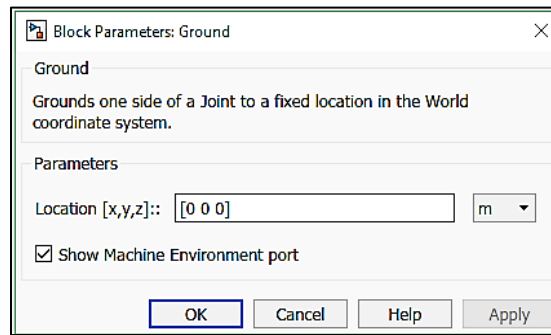 Block Parameters: Ground
Ground
Grounds one side of a Joint to a fixed location in the World
coordinate system.
Parameters
Location [x,y,z]:: [0 0 0] m
Show Machine Environment port
OK Cancel Help Apply